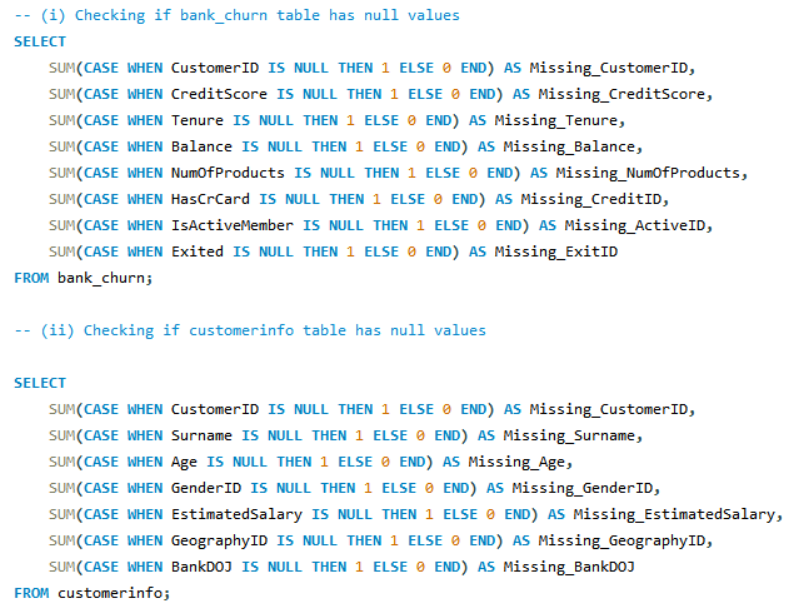 -- (i) Checking if bank_churn table has null values
SELECT
    SUM(CASE WHEN CustomerID IS NULL THEN 1 ELSE 0 END) AS Missing_CustomerID,
    SUM(CASE WHEN CreditScore IS NULL THEN 1 ELSE 0 END) AS Missing_CreditScore,
    SUM(CASE WHEN Tenure IS NULL THEN 1 ELSE 0 END) AS Missing_Tenure,
    SUM(CASE WHEN Balance IS NULL THEN 1 ELSE 0 END) AS Missing_Balance,
    SUM(CASE WHEN NumOfProducts IS NULL THEN 1 ELSE 0 END) AS Missing_NumOfProducts,
    SUM(CASE WHEN HasCrCard IS NULL THEN 1 ELSE 0 END) AS Missing_CreditID,
    SUM(CASE WHEN IsActiveMember IS NULL THEN 1 ELSE 0 END) AS Missing_ActiveID,
    SUM(CASE WHEN Exited IS NULL THEN 1 ELSE 0 END) AS Missing_ExitID
FROM bank_churn;

-- (ii) Checking if customerinfo table has null values

SELECT
    SUM(CASE WHEN CustomerID IS NULL THEN 1 ELSE 0 END) AS Missing_CustomerID,
    SUM(CASE WHEN Surname IS NULL THEN 1 ELSE 0 END) AS Missing_Surname,
    SUM(CASE WHEN Age IS NULL THEN 1 ELSE 0 END) AS Missing_Age,
    SUM(CASE WHEN GenderID IS NULL THEN 1 ELSE 0 END) AS Missing_GenderID,
    SUM(CASE WHEN EstimatedSalary IS NULL THEN 1 ELSE 0 END) AS Missing_EstimatedSalary,
    SUM(CASE WHEN GeographyID IS NULL THEN 1 ELSE 0 END) AS Missing_GeographyID,
    SUM(CASE WHEN BankDOJ IS NULL THEN 1 ELSE 0 END) AS Missing_BankDOJ
FROM customerinfo;